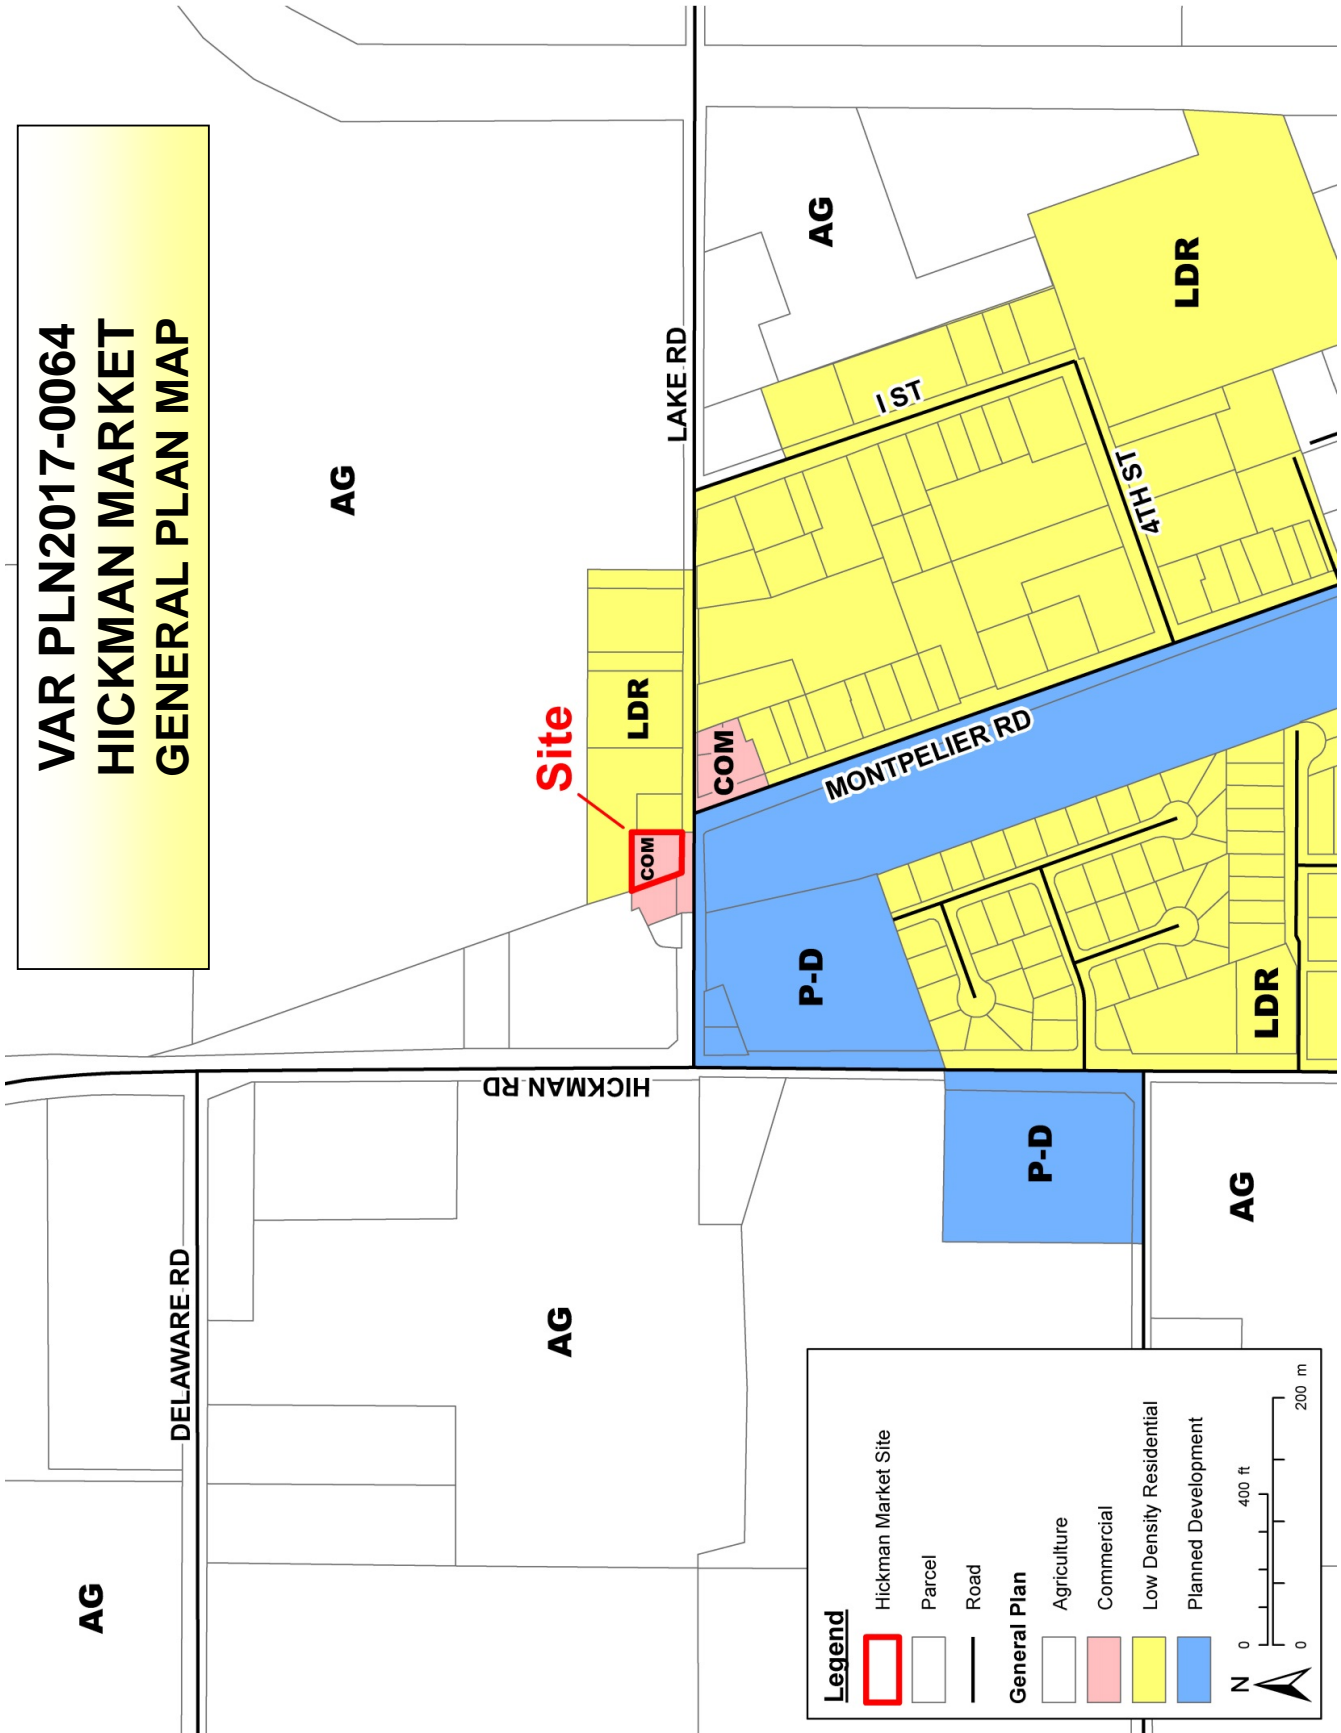 VAR PLN2017-0064
HICKMAN MARKET
GENERAL PLAN MAP
AG
DELAWARE RD
AG
HICKMAN RD
AG
Site
LDR
COM
LAKE RD
COM
AG
I ST
MONTPELIER RD
P-D
4TH ST
LDR
P-D
LDR
AG
Legend
Hickman Market Site
Parcel
Road
General Plan
Agriculture
Commercial
Low Density Residential
Planned Development
N
0 400 ft
0 200 m